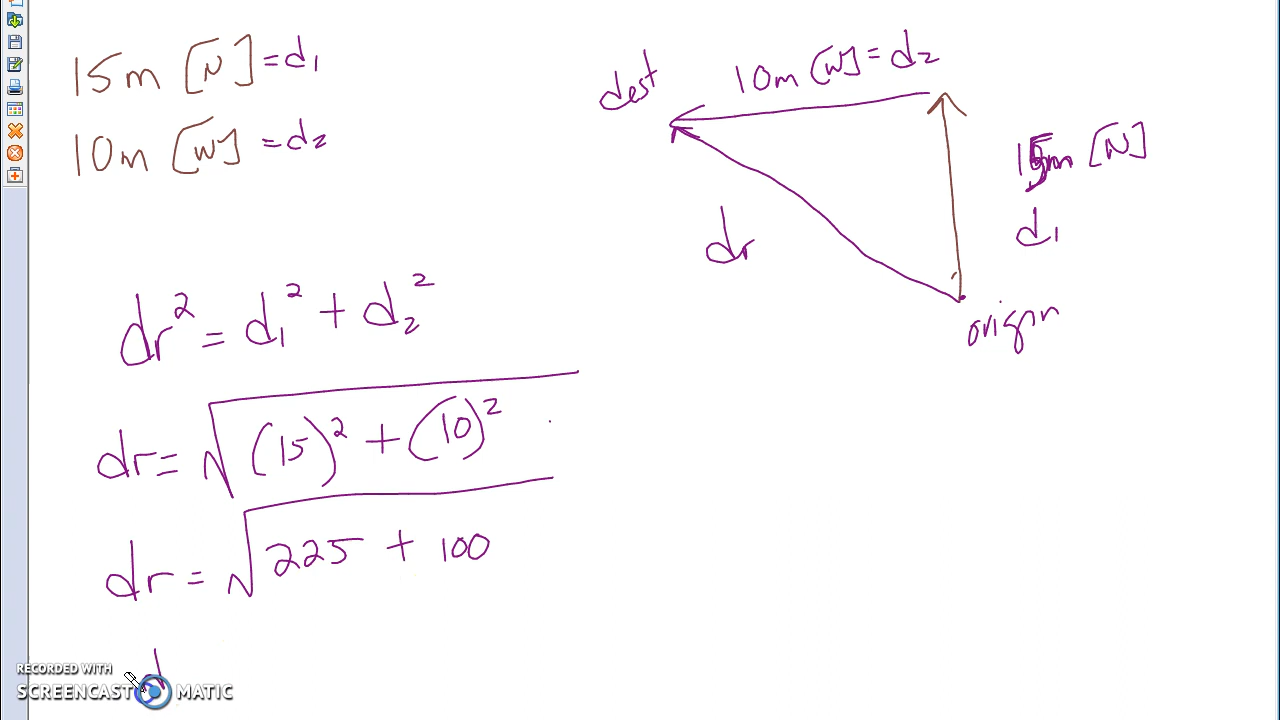 15m [N] = d₁
10m [W] = d₂
dest
10m [W] = d₂
15m [N]
d₁
dr
origin
dr² = d₁² + d₂²
dr = √(15)² + (10)²
dr = √225 + 100
d
RECORDED WITH
SCREENCAST MATIC